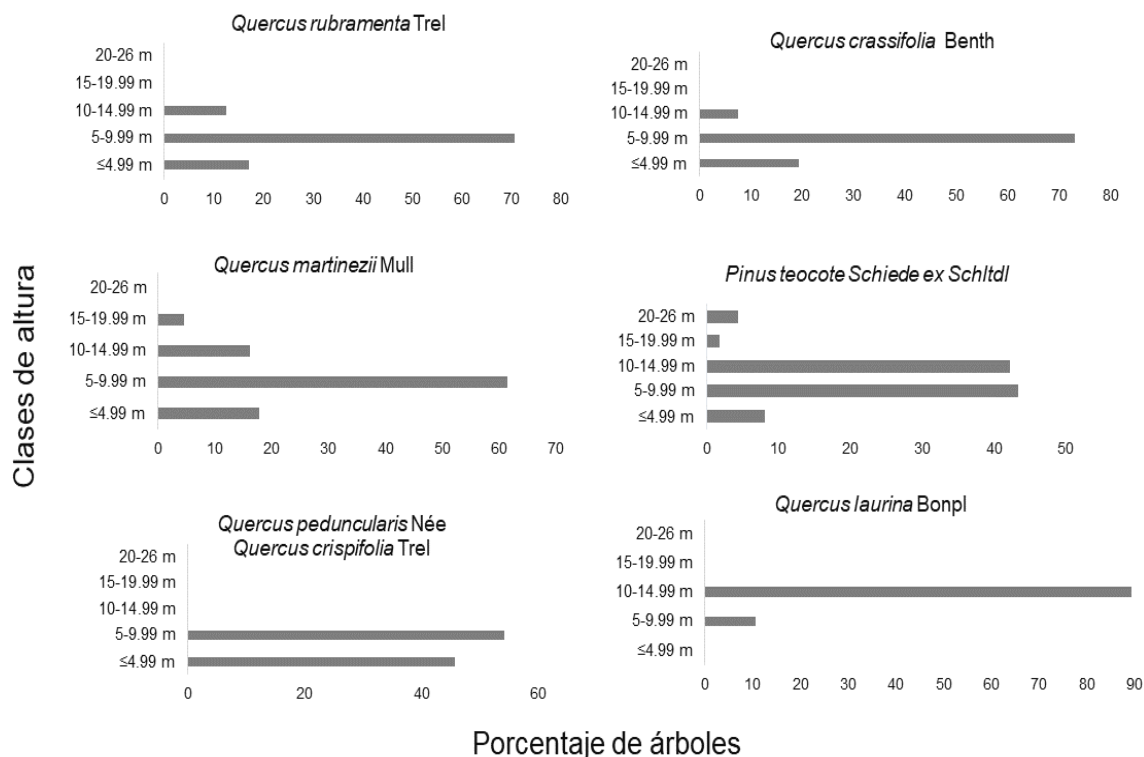 Quercus rubramenta Trel
20-26 m
15-19.99 m
10-14.99 m
5-9.99 m
≤4.99 m
0 10 20 30 40 50 60 70 80
Quercus crassifolia Benth
20-26 m
15-19.99 m
10-14.99 m
5-9.99 m
≤4.99 m
0 10 20 30 40 50 60 70 80
Clases de altura
Quercus martinezii Mull
20-26 m
15-19.99 m
10-14.99 m
5-9.99 m
≤4.99 m
0 10 20 30 40 50 60 70
Pinus teocote Schiede ex Schltdl
20-26 m
15-19.99 m
10-14.99 m
5-9.99 m
≤4.99 m
0 10 20 30 40 50
Quercus peduncularis Née
Quercus crispifolia Trel
20-26 m
15-19.99 m
10-14.99 m
5-9.99 m
≤4.99 m
0 20 40 60
Quercus laurina Bonpl
20-26 m
15-19.99 m
10-14.99 m
5-9.99 m
≤4.99 m
0 10 20 30 40 50 60 70 80 90
Porcentaje de árboles